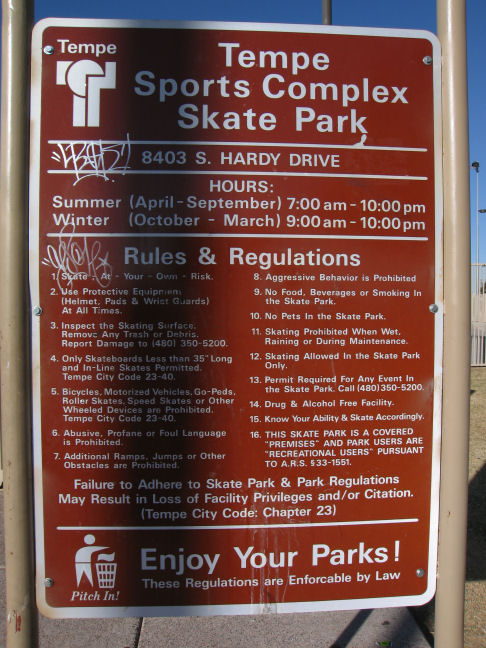 Tempe
Tempe
Sports Complex
Skate Park
8403 S. HARDY DRIVE
HOURS:
Summer (April-September) 7:00 am - 10:00 pm
Winter (October - March) 9:00 am - 10:00 pm
Rules & Regulations
1. Skate - At - Your - Own - Risk.
2. Use Protective Equipment
(Helmet, Pads & Wrist Guards)
At All Times.
3. Inspect the Skating Surface.
Remove Any Trash or Debris.
Report Damage to (480) 350-5200.
4. Only Skateboards Less than 35" Long
and In-Line Skates Permitted.
Tempe City Code 23-40.
5. Bicycles, Motorized Vehicles, Go-Peds,
Roller Skates, Speed Skates or Other
Wheeled Devices are Prohibited.
Tempe City Code 23-40.
6. Abusive, Profane or Foul Language
is Prohibited.
7. Additional Ramps, Jumps or Other
Obstacles are Prohibited.
8. Aggressive Behavior is Prohibited
9. No Food, Beverages or Smoking In
the Skate Park.
10. No Pets In the Skate Park.
11. Skating Prohibited When Wet,
Raining or During Maintenance.
12. Skating Allowed In the Skate Park
Only.
13. Permit Required For Any Event In
the Skate Park. Call (480) 350-5200.
14. Drug & Alcohol Free Facility.
15. Know Your Ability & Skate Accordingly.
16. THIS SKATE PARK IS A COVERED
"PREMISES" AND PARK USERS ARE
"RECREATIONAL USERS" PURSUANT
TO A.R.S. §33-1551.
Failure to Adhere to Skate Park & Park Regulations
May Result in Loss of Facility Privileges and/or Citation.
(Tempe City Code: Chapter 23)
Enjoy Your Parks!
These Regulations are Enforcable by Law
Pitch In!